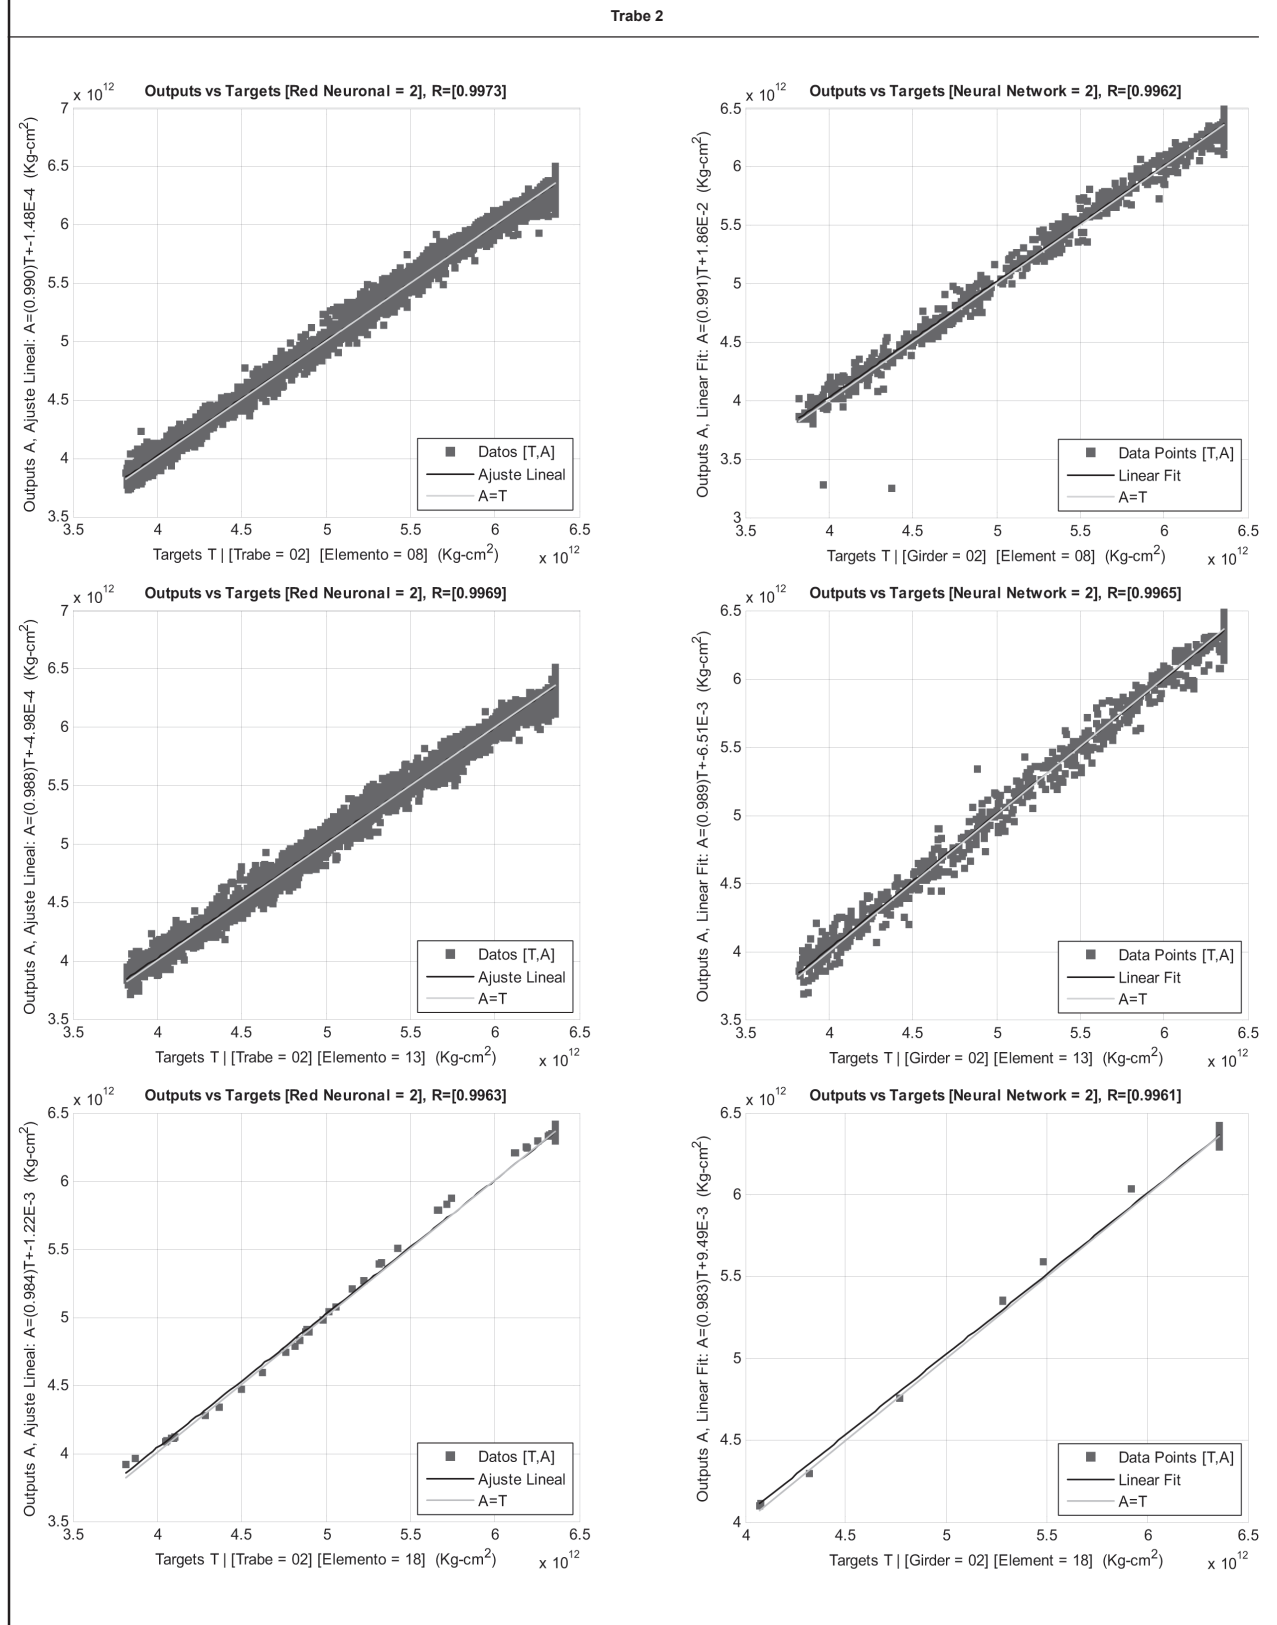 Trabe 2
x 10^12
Outputs vs Targets [Red Neuronal = 2], R=[0.9973]
Outputs A, Ajuste Lineal: A=(0.990)T+-1.48E-4 (Kg-cm^2)
7
6.5
6
5.5
5
4.5
4
3.5
Datos [T,A]
Ajuste Lineal
A=T
3.5 4 4.5 5 5.5 6 6.5
Targets T | [Trabe = 02] [Elemento = 08] (Kg-cm^2)
x 10^12
x 10^12
Outputs vs Targets [Neural Network = 2], R=[0.9962]
Outputs A, Linear Fit: A=(0.991)T+1.86E-2 (Kg-cm^2)
6.5
6
5.5
5
4.5
4
3.5
3
Data Points [T,A]
Linear Fit
A=T
3.5 4 4.5 5 5.5 6 6.5
Targets T | [Girder = 02] [Element = 08] (Kg-cm^2)
x 10^12
x 10^12
Outputs vs Targets [Red Neuronal = 2], R=[0.9969]
Outputs A, Ajuste Lineal: A=(0.988)T+-4.98E-4 (Kg-cm^2)
7
6.5
6
5.5
5
4.5
4
3.5
Datos [T,A]
Ajuste Lineal
A=T
3.5 4 4.5 5 5.5 6 6.5
Targets T | [Trabe = 02] [Elemento = 13] (Kg-cm^2)
x 10^12
x 10^12
Outputs vs Targets [Neural Network = 2], R=[0.9965]
Outputs A, Linear Fit: A=(0.989)T+-6.51E-3 (Kg-cm^2)
6.5
6
5.5
5
4.5
4
3.5
Data Points [T,A]
Linear Fit
A=T
3.5 4 4.5 5 5.5 6 6.5
Targets T | [Girder = 02] [Element = 13] (Kg-cm^2)
x 10^12
x 10^12
Outputs vs Targets [Red Neuronal = 2], R=[0.9963]
Outputs A, Ajuste Lineal: A=(0.984)T+-1.22E-3 (Kg-cm^2)
6.5
6
5.5
5
4.5
4
3.5
Datos [T,A]
Ajuste Lineal
A=T
3.5 4 4.5 5 5.5 6 6.5
Targets T | [Trabe = 02] [Elemento = 18] (Kg-cm^2)
x 10^12
x 10^12
Outputs vs Targets [Neural Network = 2], R=[0.9961]
Outputs A, Linear Fit: A=(0.983)T+9.49E-3 (Kg-cm^2)
6.5
6
5.5
5
4.5
4
Data Points [T,A]
Linear Fit
A=T
4 4.5 5 5.5 6 6.5
Targets T | [Girder = 02] [Element = 18] (Kg-cm^2)
x 10^12